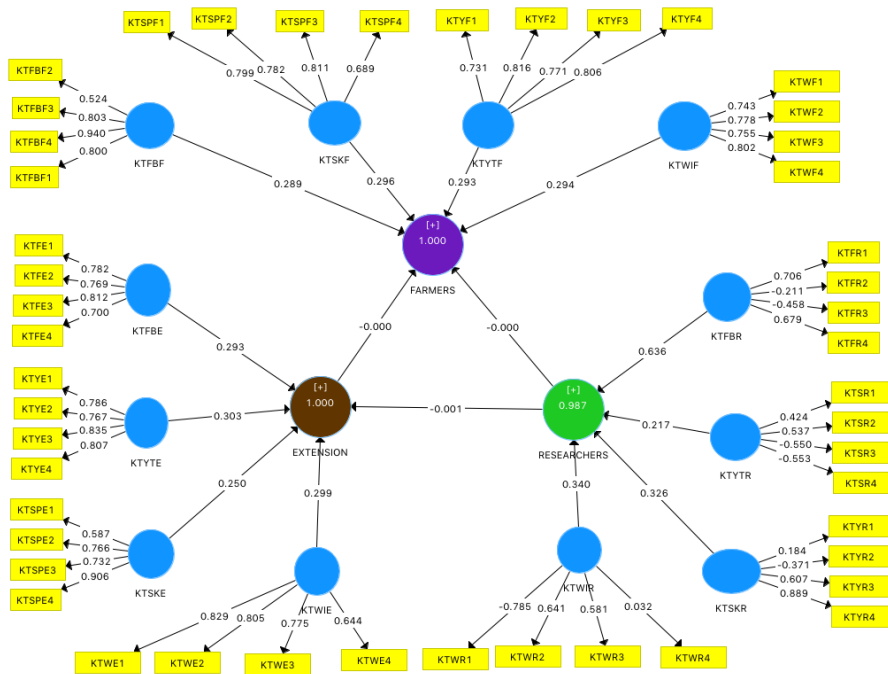 KTSPF1
KTSPF2
KTSPF3
KTSPF4
KTYF1
KTYF2
KTYF3
KTYF4
0.799
0.782
0.811
0.689
0.731
0.816
0.771
0.806
KTFBF2
KTFBF3
KTFBF4
KTFBF1
0.524
0.803
0.940
0.800
KTFBF
KTSKF
KTYTF
KTWIF
0.743
0.778
0.755
0.802
KTWF1
KTWF2
KTWF3
KTWF4
0.289
0.296
0.293
0.294
[+]
1.000
FARMERS
KTFE1
KTFE2
KTFE3
KTFE4
0.782
0.769
0.812
0.700
KTFBE
0.293
-0.000
-0.000
KTFBR
0.706
-0.211
-0.458
0.679
KTFR1
KTFR2
KTFR3
KTFR4
0.636
KTYE1
KTYE2
KTYE3
KTYE4
0.786
0.767
0.835
0.807
KTYTE
0.303
[+]
1.000
EXTENSION
-0.001
[+]
0.987
RESEARCHERS
0.217
KTYTR
0.424
0.537
-0.550
-0.553
KTSR1
KTSR2
KTSR3
KTSR4
0.250
0.299
0.340
0.326
KTSPE1
KTSPE2
KTSPE3
KTSPE4
0.587
0.766
0.732
0.906
KTSKE
KTWIE
KTWIR
KTSKR
0.184
-0.371
0.607
0.889
KTYR1
KTYR2
KTYR3
KTYR4
0.829
0.805
0.775
0.644
-0.785
0.641
0.581
0.032
KTWE1
KTWE2
KTWE3
KTWE4
KTWR1
KTWR2
KTWR3
KTWR4